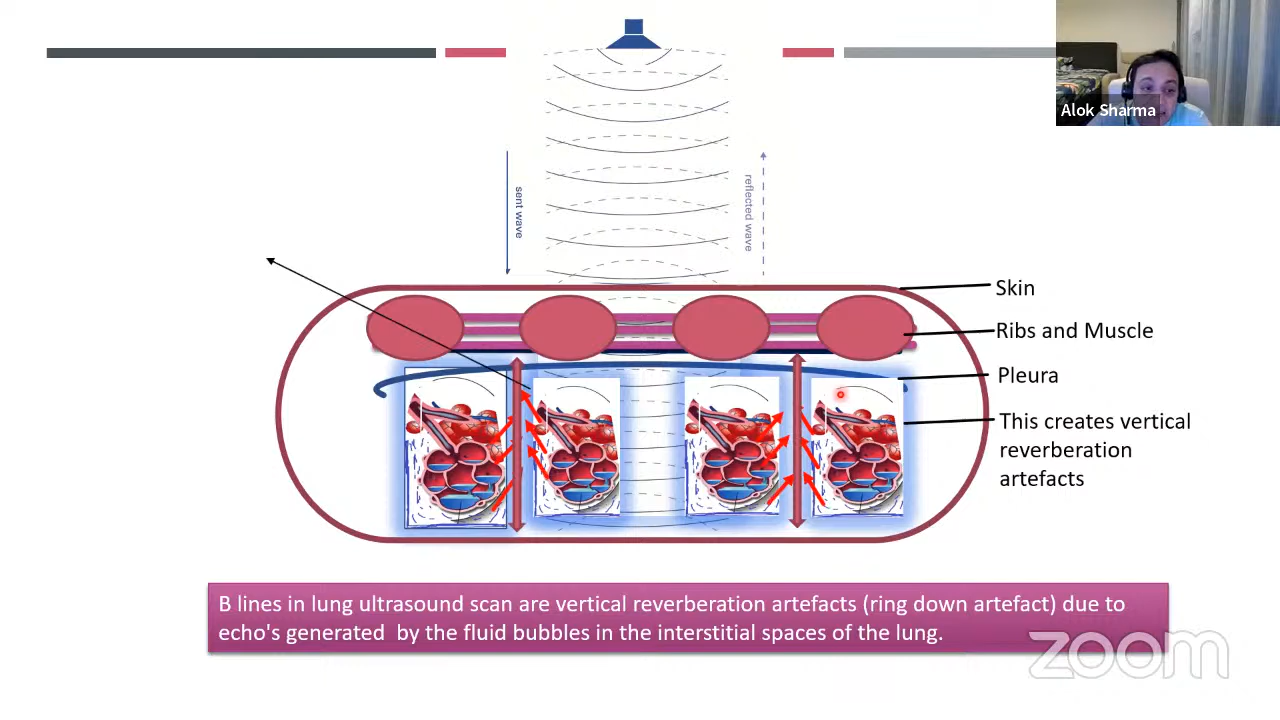 Alok Sharma
sent wave
reflected wave
Skin
Ribs and Muscle
Pleura
This creates vertical
reverberation
artefacts
B lines in lung ultrasound scan are vertical reverberation artefacts (ring down artefact) due to
echo's generated  by the fluid bubbles in the interstitial spaces of the lung.
zoom